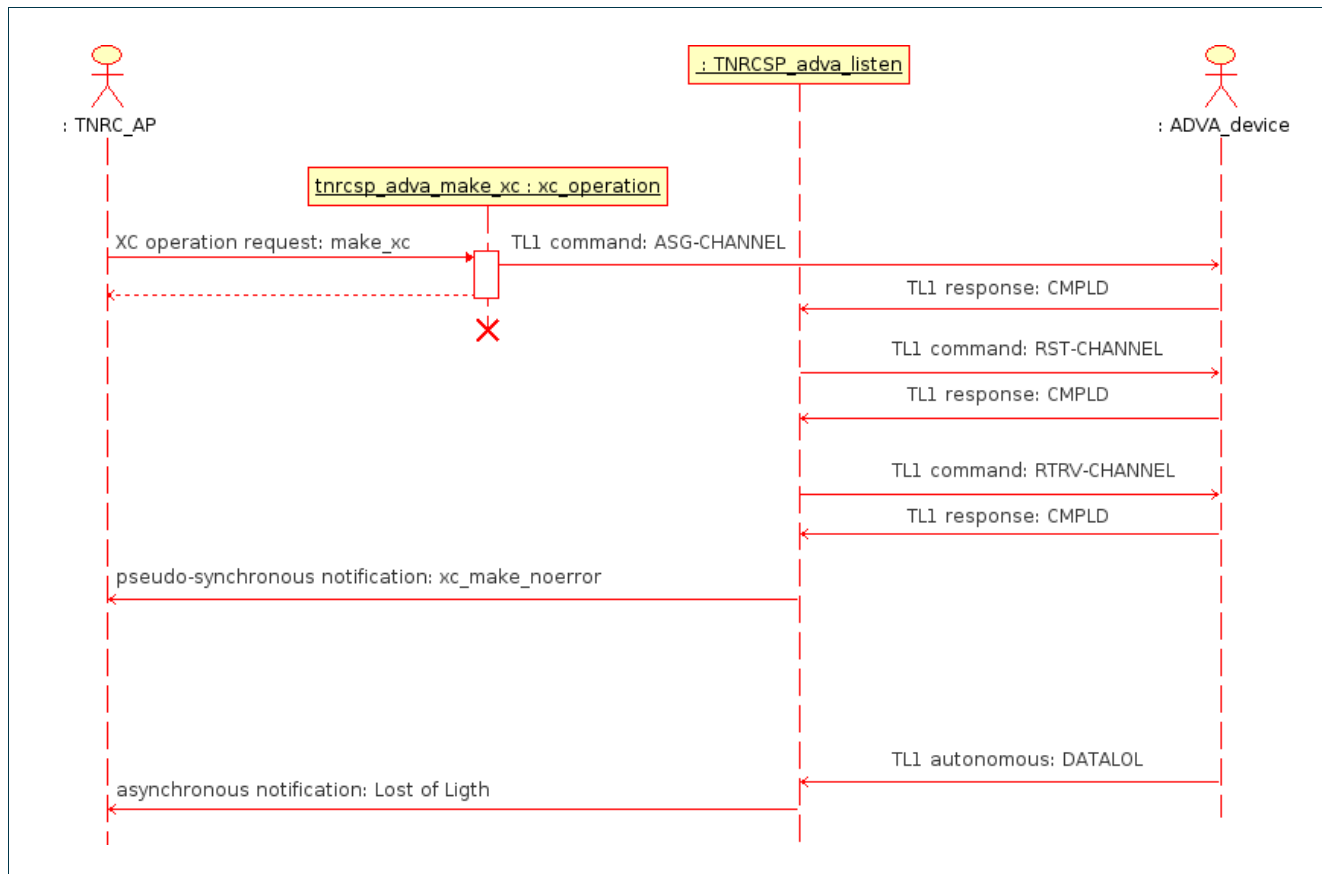 : TNRCSP_adva_listen
: TNRC_AP
: ADVA_device
tnrcsp_adva_make_xc : xc_operation
XC operation request: make_xc
TL1 command: ASG-CHANNEL
TL1 response: CMPLD
TL1 command: RST-CHANNEL
TL1 response: CMPLD
TL1 command: RTRV-CHANNEL
TL1 response: CMPLD
pseudo-synchronous notification: xc_make_noerror
TL1 autonomous: DATALOL
asynchronous notification: Lost of Ligth